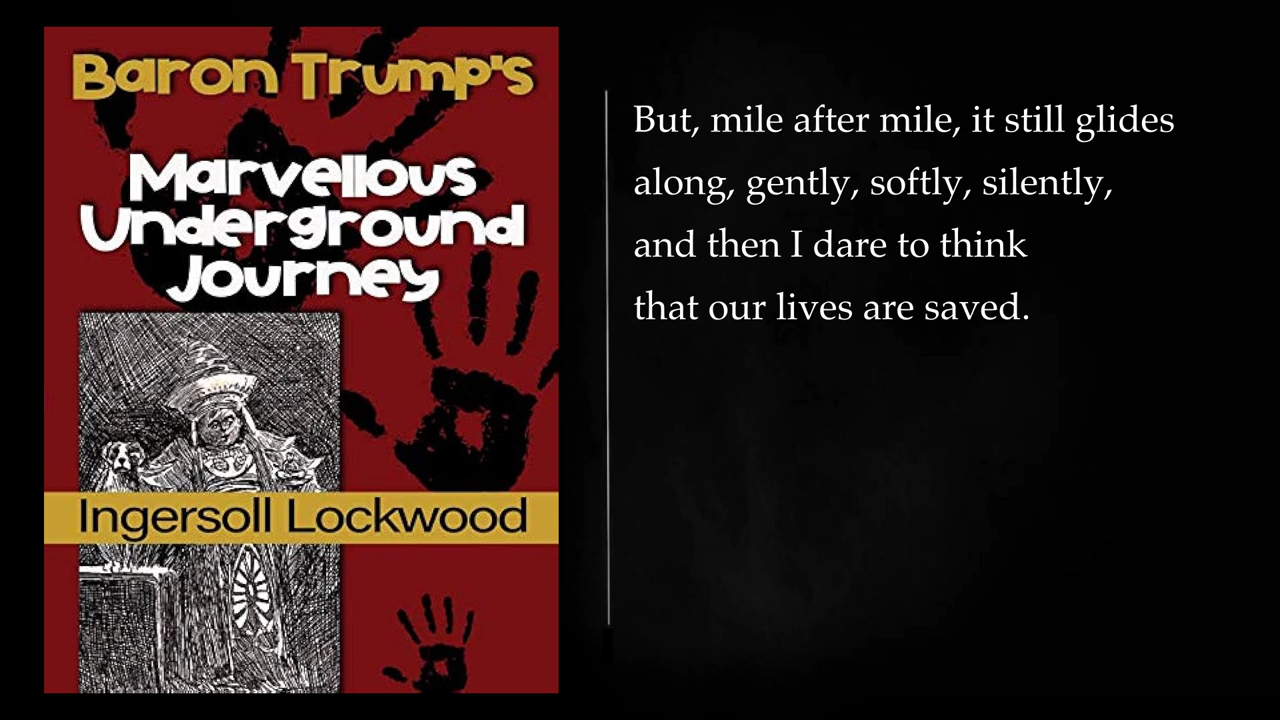 Baron Trump's
Marvellous
Underground
Journey
Ingersoll Lockwood
But, mile after mile, it still glides
along, gently, softly, silently,
and then I dare to think
that our lives are saved.